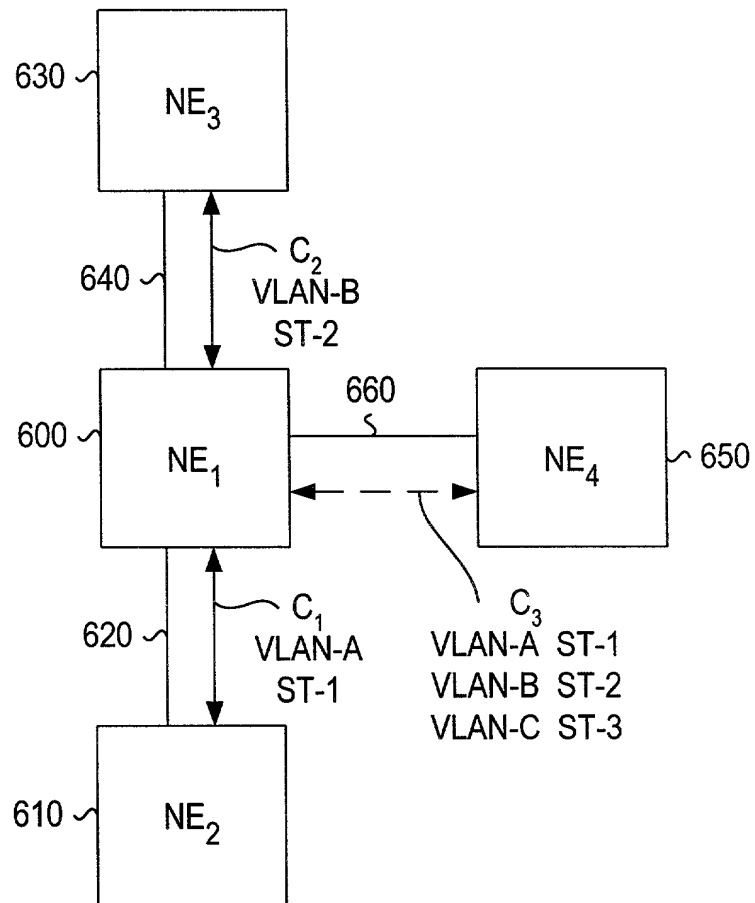 630
NE3
640
C2
VLAN-B
ST-2
660
600
NE1
NE4
650
620
C1
VLAN-A
ST-1
C3
VLAN-A ST-1
VLAN-B ST-2
VLAN-C ST-3
610
NE2